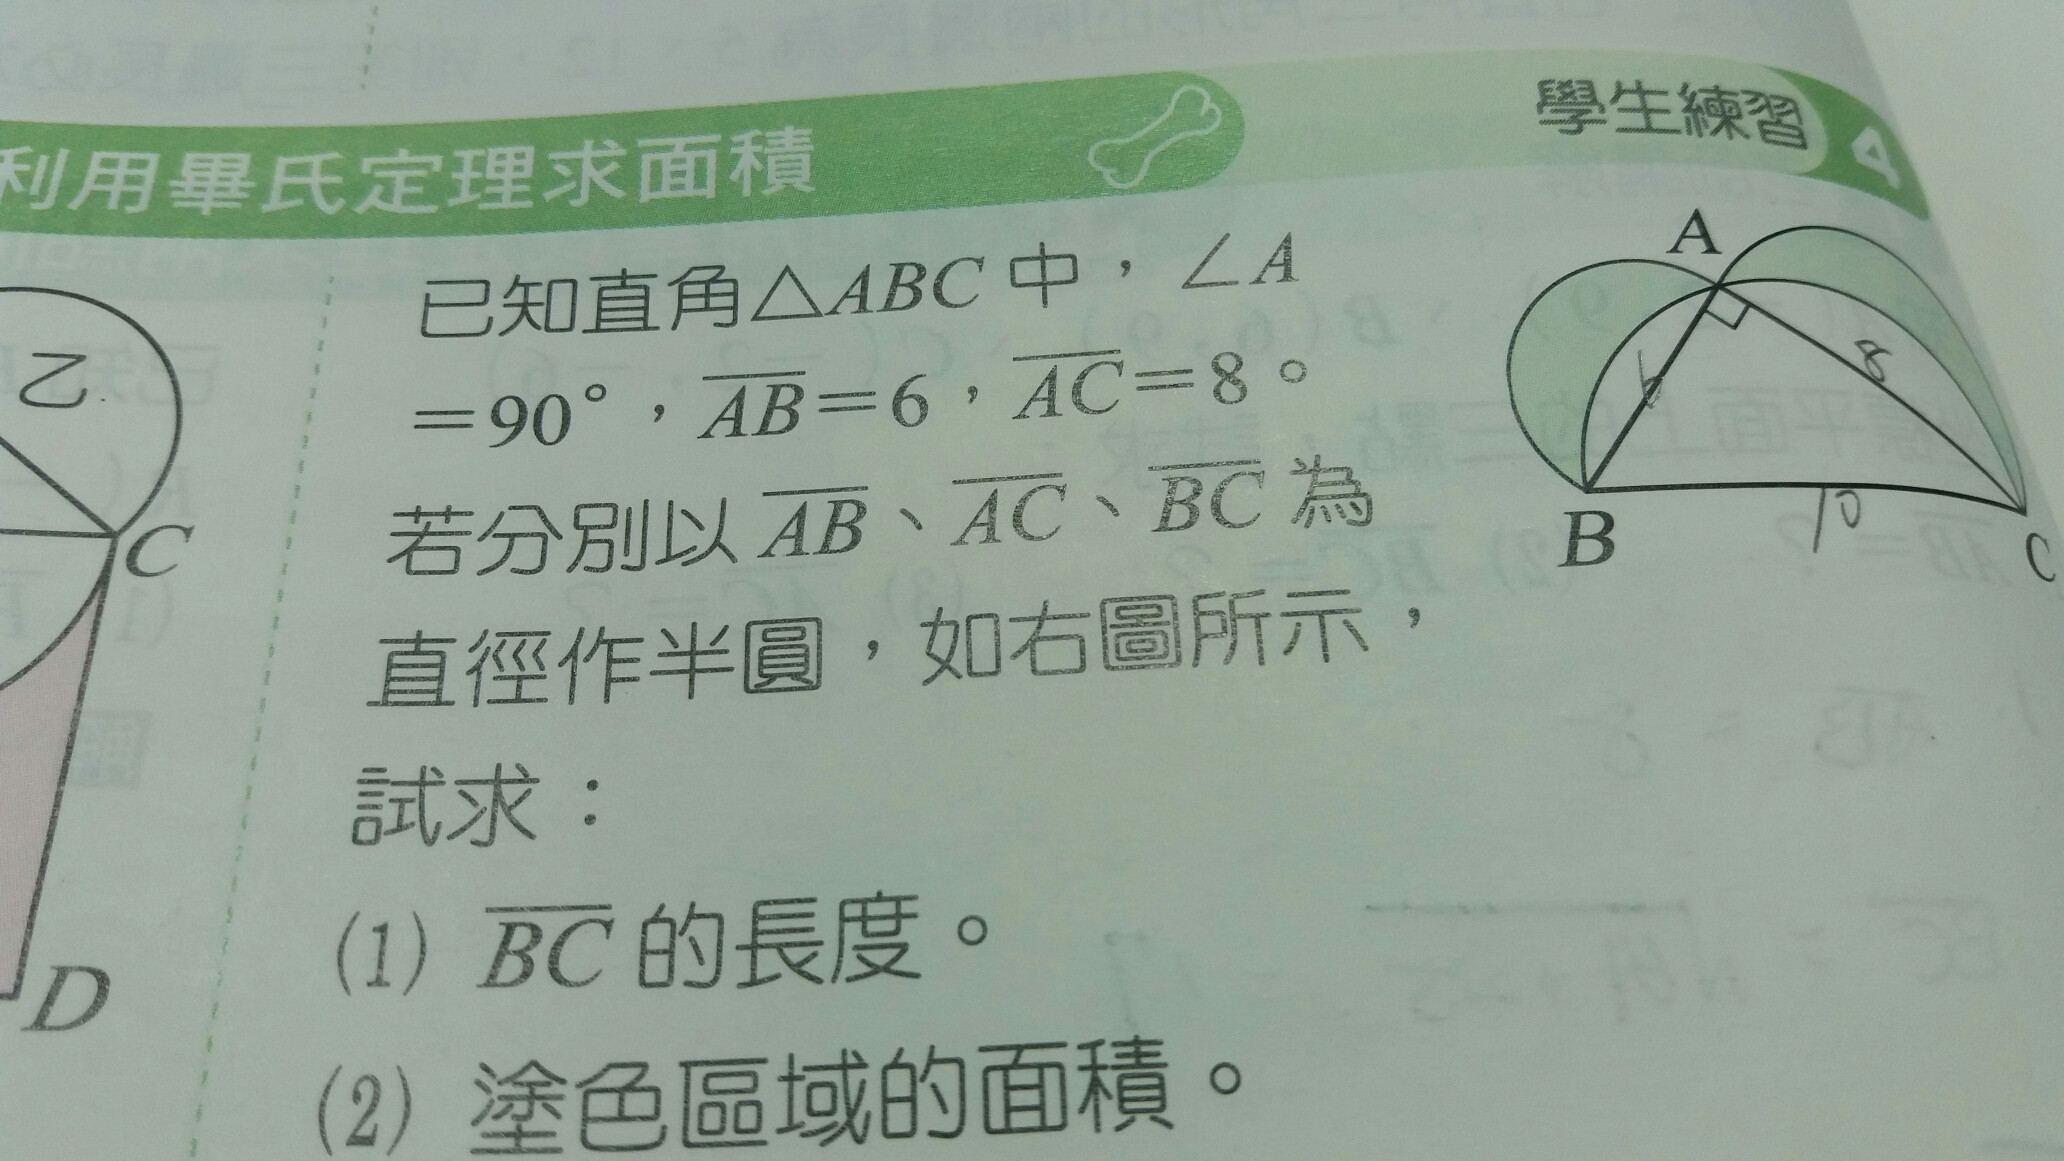 利用畢氏定理求面積
學生練習
已知直角△ABC中，∠A
=90°，AB=6，AC=8。
若分別以AB、AC、BC為
直徑作半圓，如右圖所示，
試求：
(1) BC的長度。
(2) 塗色區域的面積。
A
6
8
B
10
C
乙
C
D